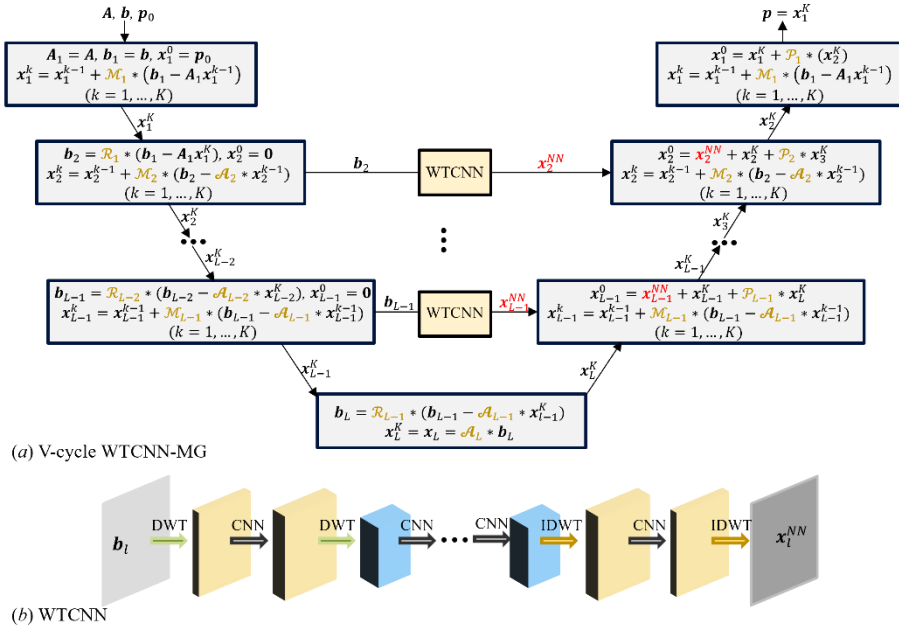 A, b, p₀
A₁ = A, b₁ = b, x₁⁰ = p₀
x₁ᵏ = x₁ᵏ⁻¹ + ℳ₁ * (b₁ − A₁x₁ᵏ⁻¹)
(k = 1, … , K)
p = x₁ᴷ
x₁⁰ = x₁ᴷ + 𝒫₁ * (x₂ᴷ)
x₁ᵏ = x₁ᵏ⁻¹ + ℳ₁ * (b₁ − A₁x₁ᵏ⁻¹)
(k = 1, … , K)
x₁ᴷ
x₂ᴷ
b₂ = ℛ₁ * (b₁ − A₁x₁ᴷ), x₂⁰ = 0
x₂ᵏ = x₂ᵏ⁻¹ + ℳ₂ * (b₂ − 𝒜₂ * x₂ᵏ⁻¹)
(k = 1, … , K)
b₂
WTCNN
x₂ᴺᴺ
x₂⁰ = x₂ᴺᴺ + x₂ᴷ + 𝒫₂ * x₃ᴷ
x₂ᵏ = x₂ᵏ⁻¹ + ℳ₂ * (b₂ − 𝒜₂ * x₂ᵏ⁻¹)
(k = 1, … , K)
x₂ᴷ
x₃ᴷ
•••
⋮
•••
x_{L−2}^K
x_{L−1}^K
b_{L−1} = ℛ_{L−2} * (b_{L−2} − 𝒜_{L−2} * x_{L−2}^K), x_{L−1}^0 = 0
x_{L−1}^k = x_{L−1}^{k−1} + ℳ_{L−1} * (b_{L−1} − 𝒜_{L−1} * x_{L−1}^{k−1})
(k = 1, … , K)
b_{L−1}
WTCNN
x_{L−1}^{NN}
x_{L−1}^0 = x_{L−1}^{NN} + x_{L−1}^K + 𝒫_{L−1} * x_L^K
x_{L−1}^k = x_{L−1}^{k−1} + ℳ_{L−1} * (b_{L−1} − 𝒜_{L−1} * x_{L−1}^{k−1})
(k = 1, … , K)
x_{L−1}^K
x_L^K
b_L = ℛ_{L−1} * (b_{L−1} − 𝒜_{L−1} * x_{l−1}^K)
x_L^K = x_L = 𝒜_L * b_L
(a) V-cycle WTCNN-MG
b_l
DWT
CNN
DWT
CNN
•••
CNN
IDWT
CNN
IDWT
x_l^{NN}
(b) WTCNN